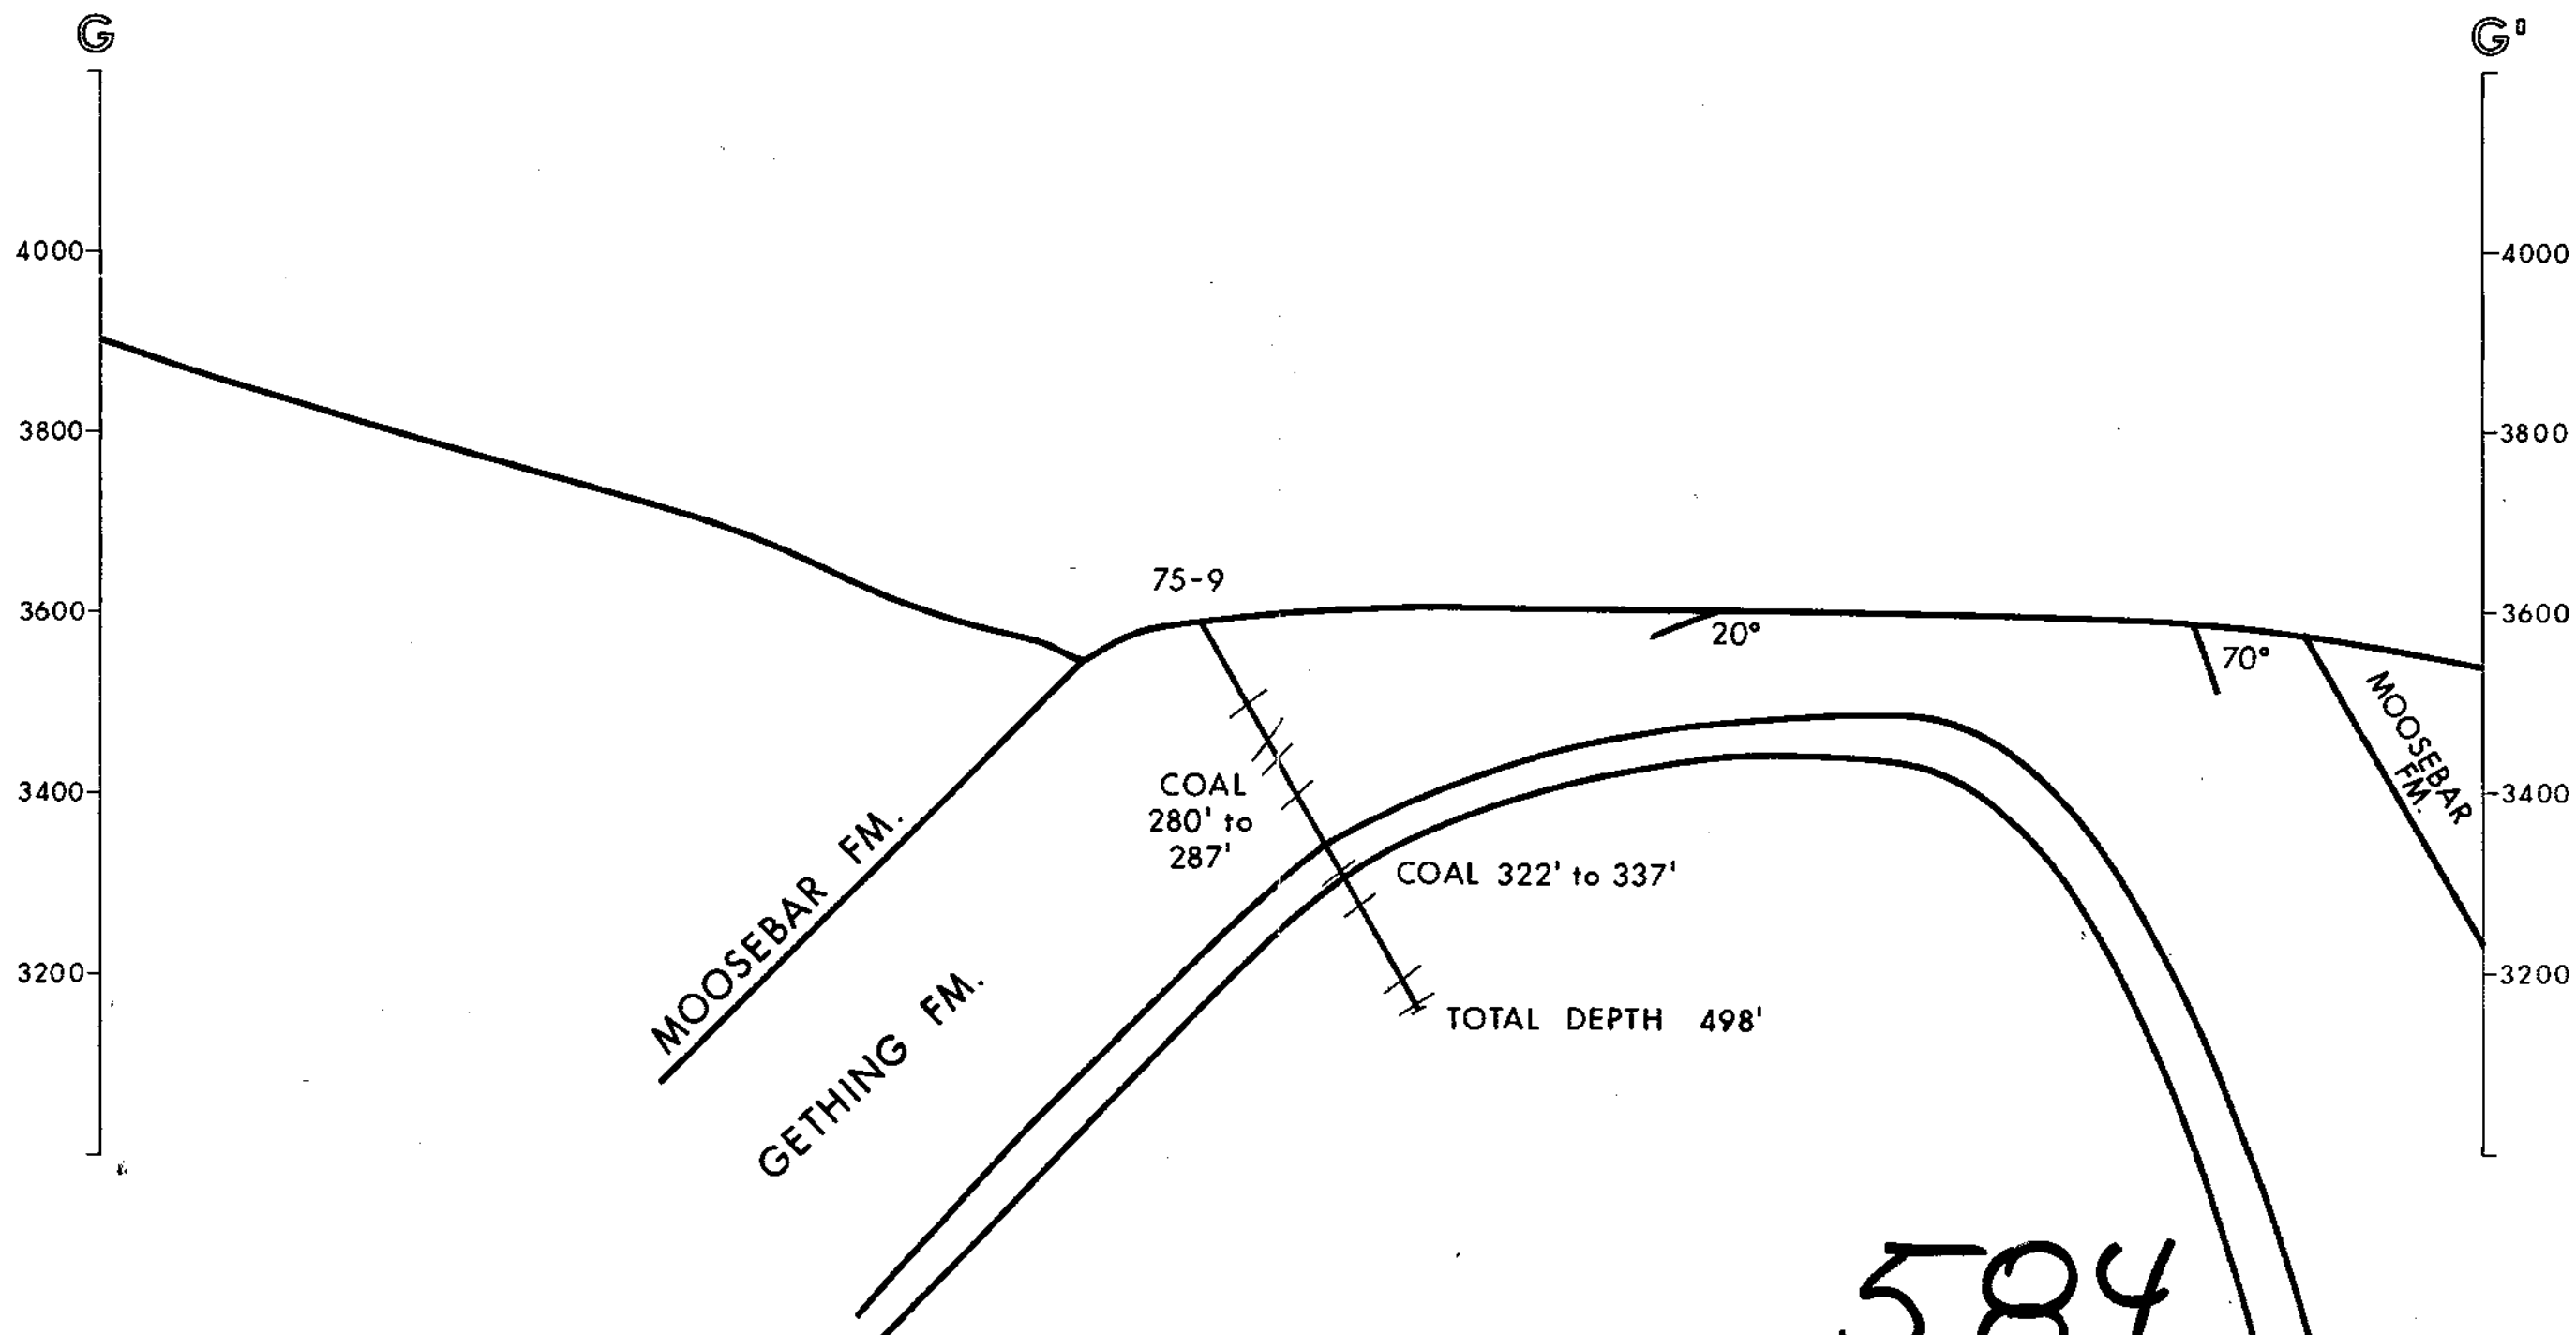 G
G'
4000
4000
3800
3800
75-9
3600
3600
20°
70°
MOOSEBAR
FM.
COAL
280' to
287'
3400
3400
COAL 322' to 337'
MOOSEBAR FM.
GETHING FM.
3200
3200
TOTAL DEPTH 498'
584